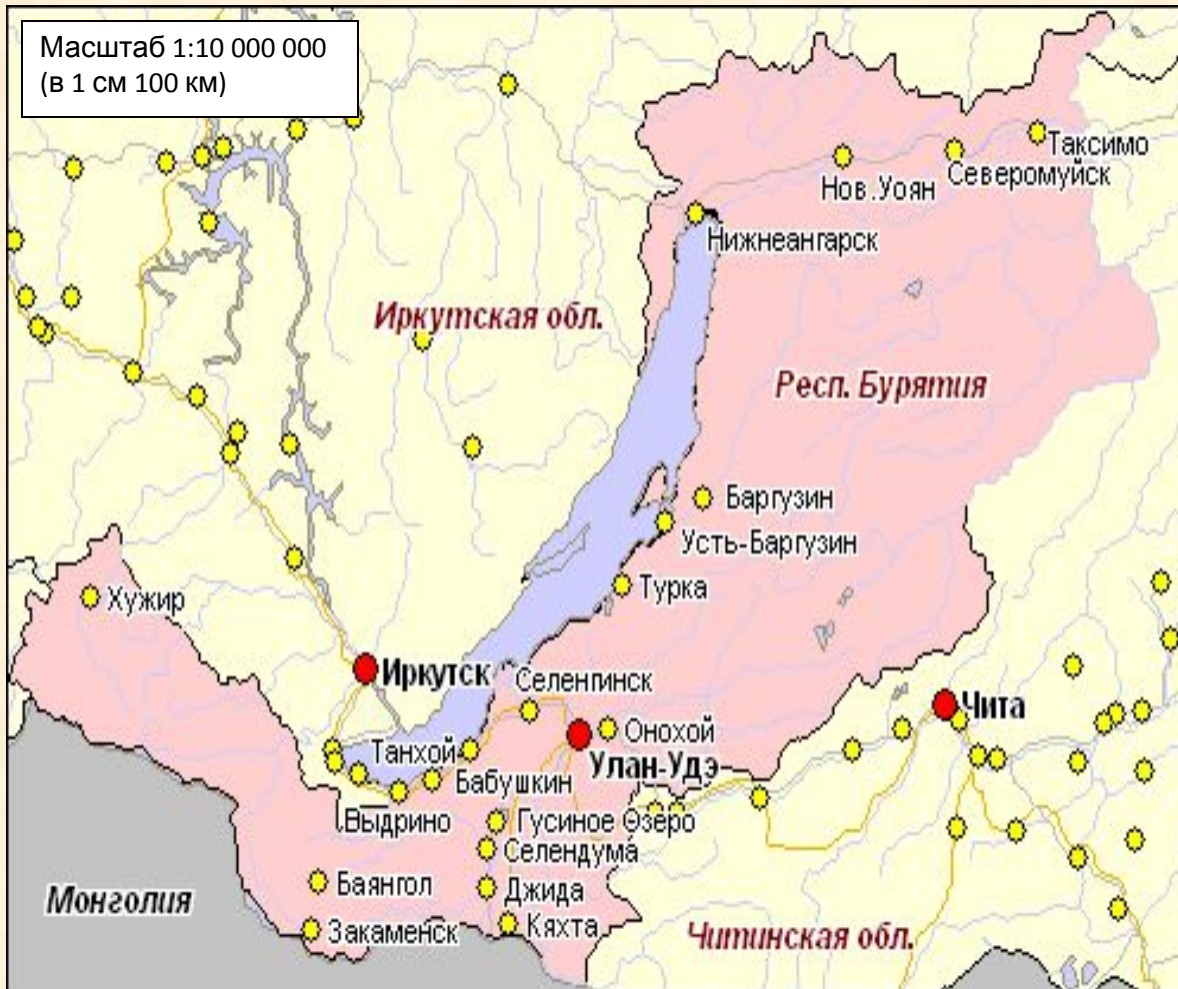 Масштаб 1:10 000 000
(в 1 см 100 км)
Таксимо
Северомуйск
Нов.Уоян
Нижнеангарск
Иркутская обл.
Респ. Бурятия
Баргузин
Усть-Баргузин
Турка
Хужир
Иркутск
Селенгинск
Чита
Онохой
Танхой
Улан-Удэ
Бабушкин
Выдрино
Гусиное Озеро
Селендума
Баянгол
Джида
Монголия
Кяхта
Закаменск
Читинская обл.